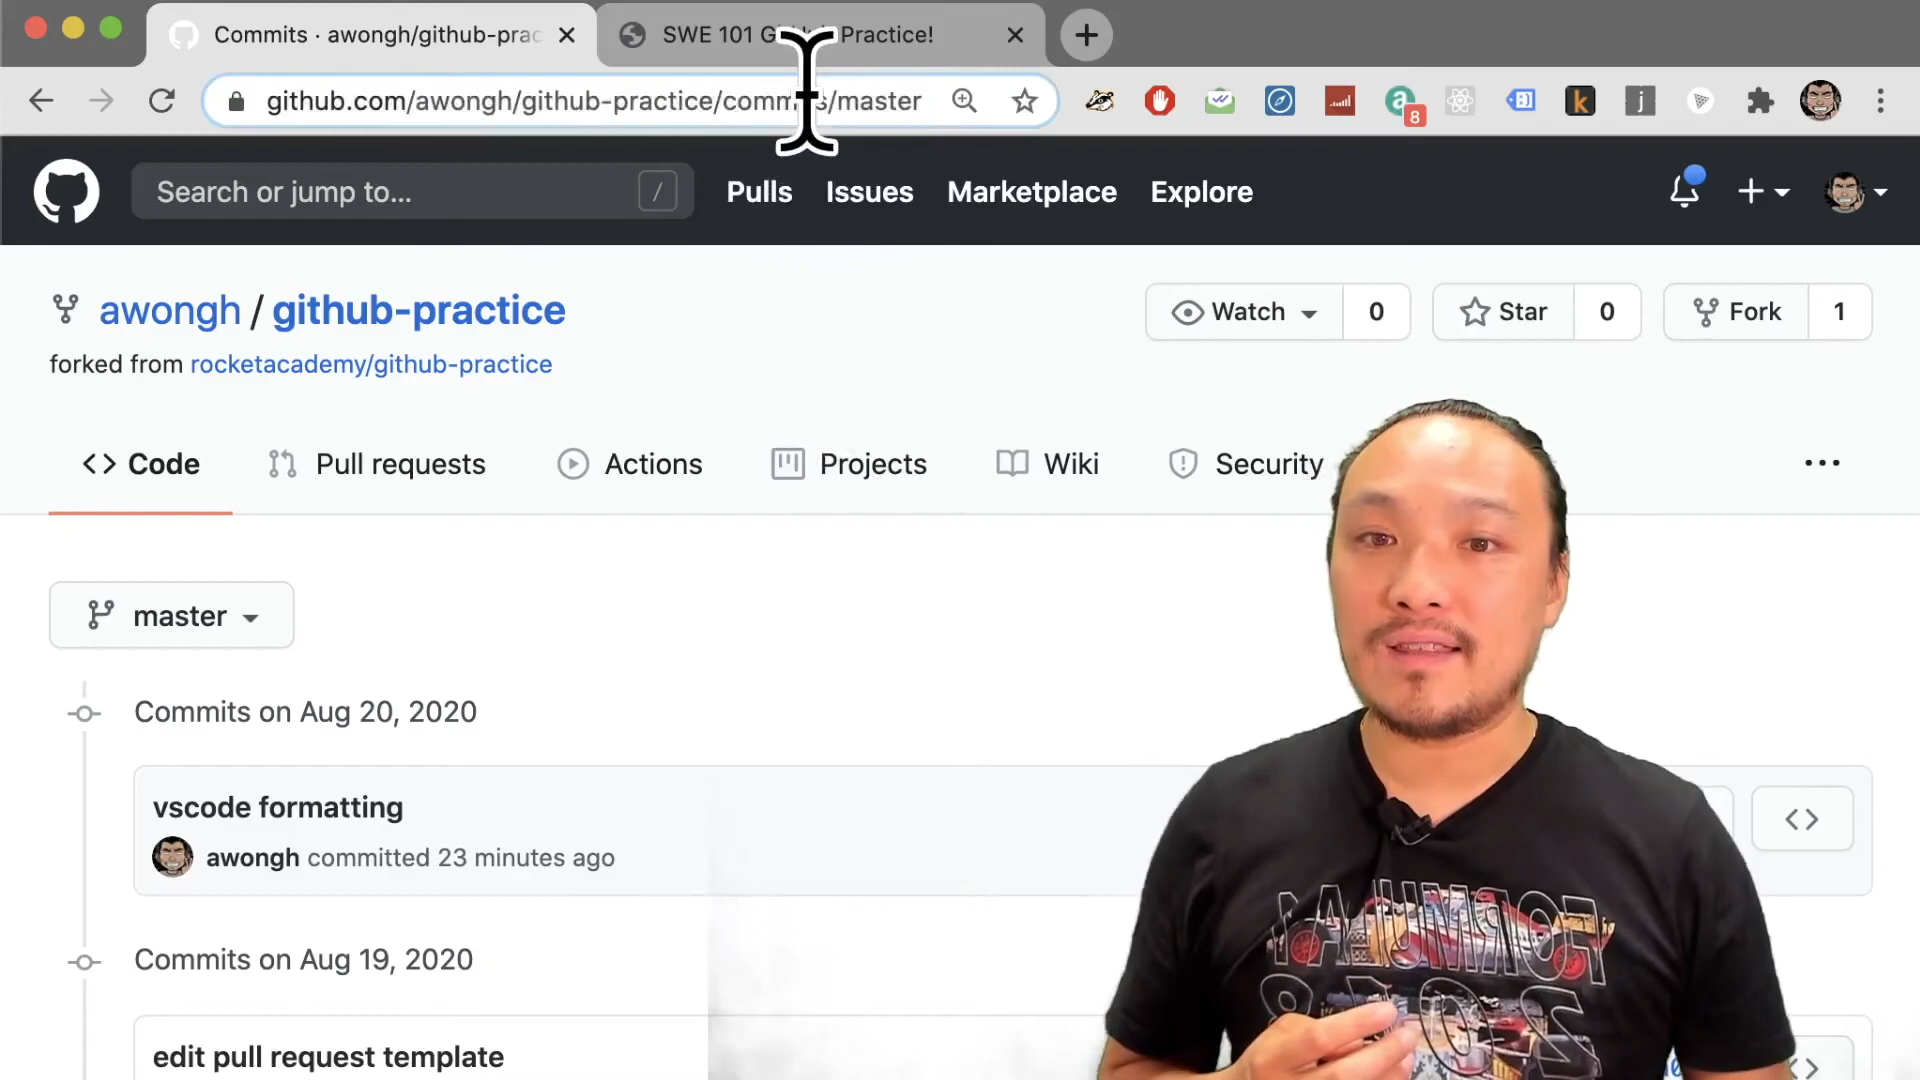 Commits · awongh/github-prac
SWE 101 G Practice!
github.com/awongh/github-practice/comm s/master
8
k
j
Search or jump to...
/
Pulls
Issues
Marketplace
Explore
awongh / github-practice
Watch
0
Star
0
Fork
1
forked from rocketacademy/github-practice
Code
Pull requests
Actions
Projects
Wiki
Security
master
Commits on Aug 20, 2020
vscode formatting
awongh committed 23 minutes ago
Commits on Aug 19, 2020
edit pull request template